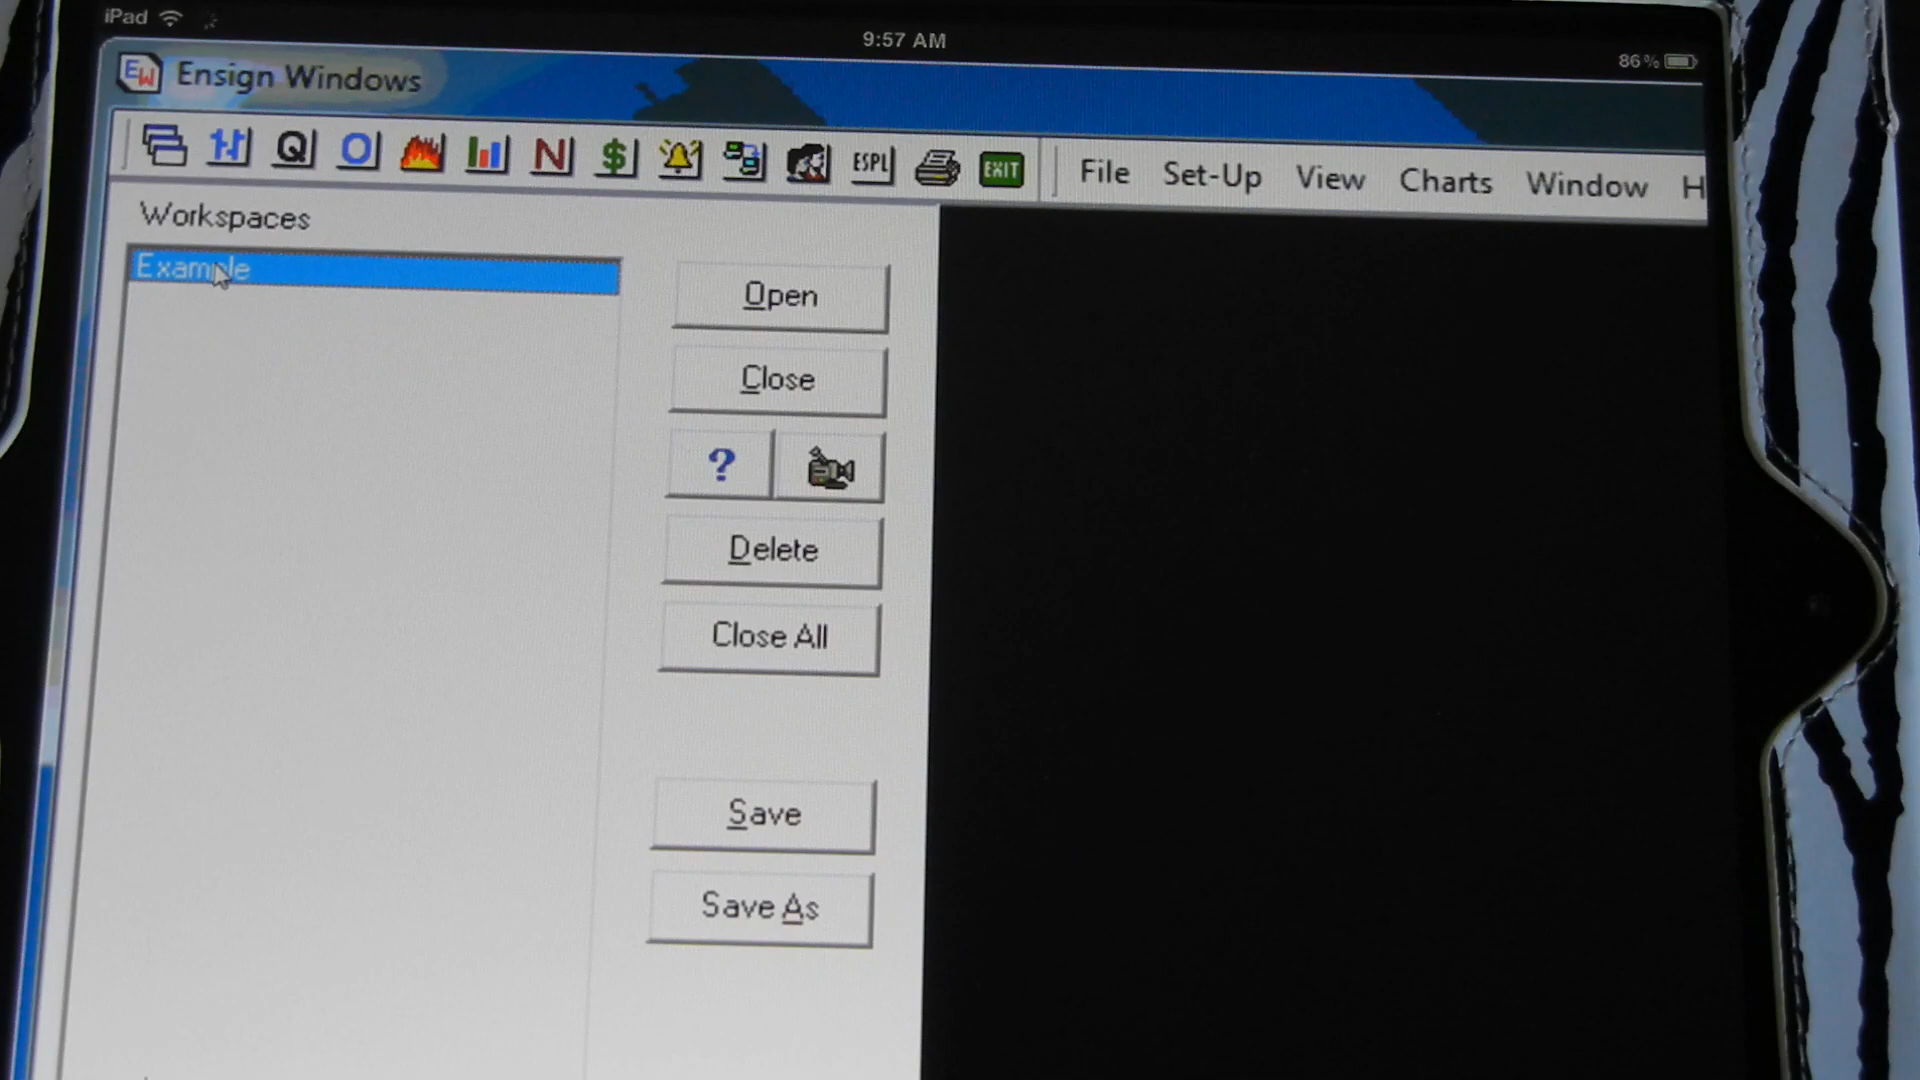 iPad
9:57 AM
86%
EW Ensign Windows
Q O N $ ESPL EXIT File Set-Up View Charts Window H
Workspaces
Example
Open
Close
?
Delete
Close All
Save
Save As